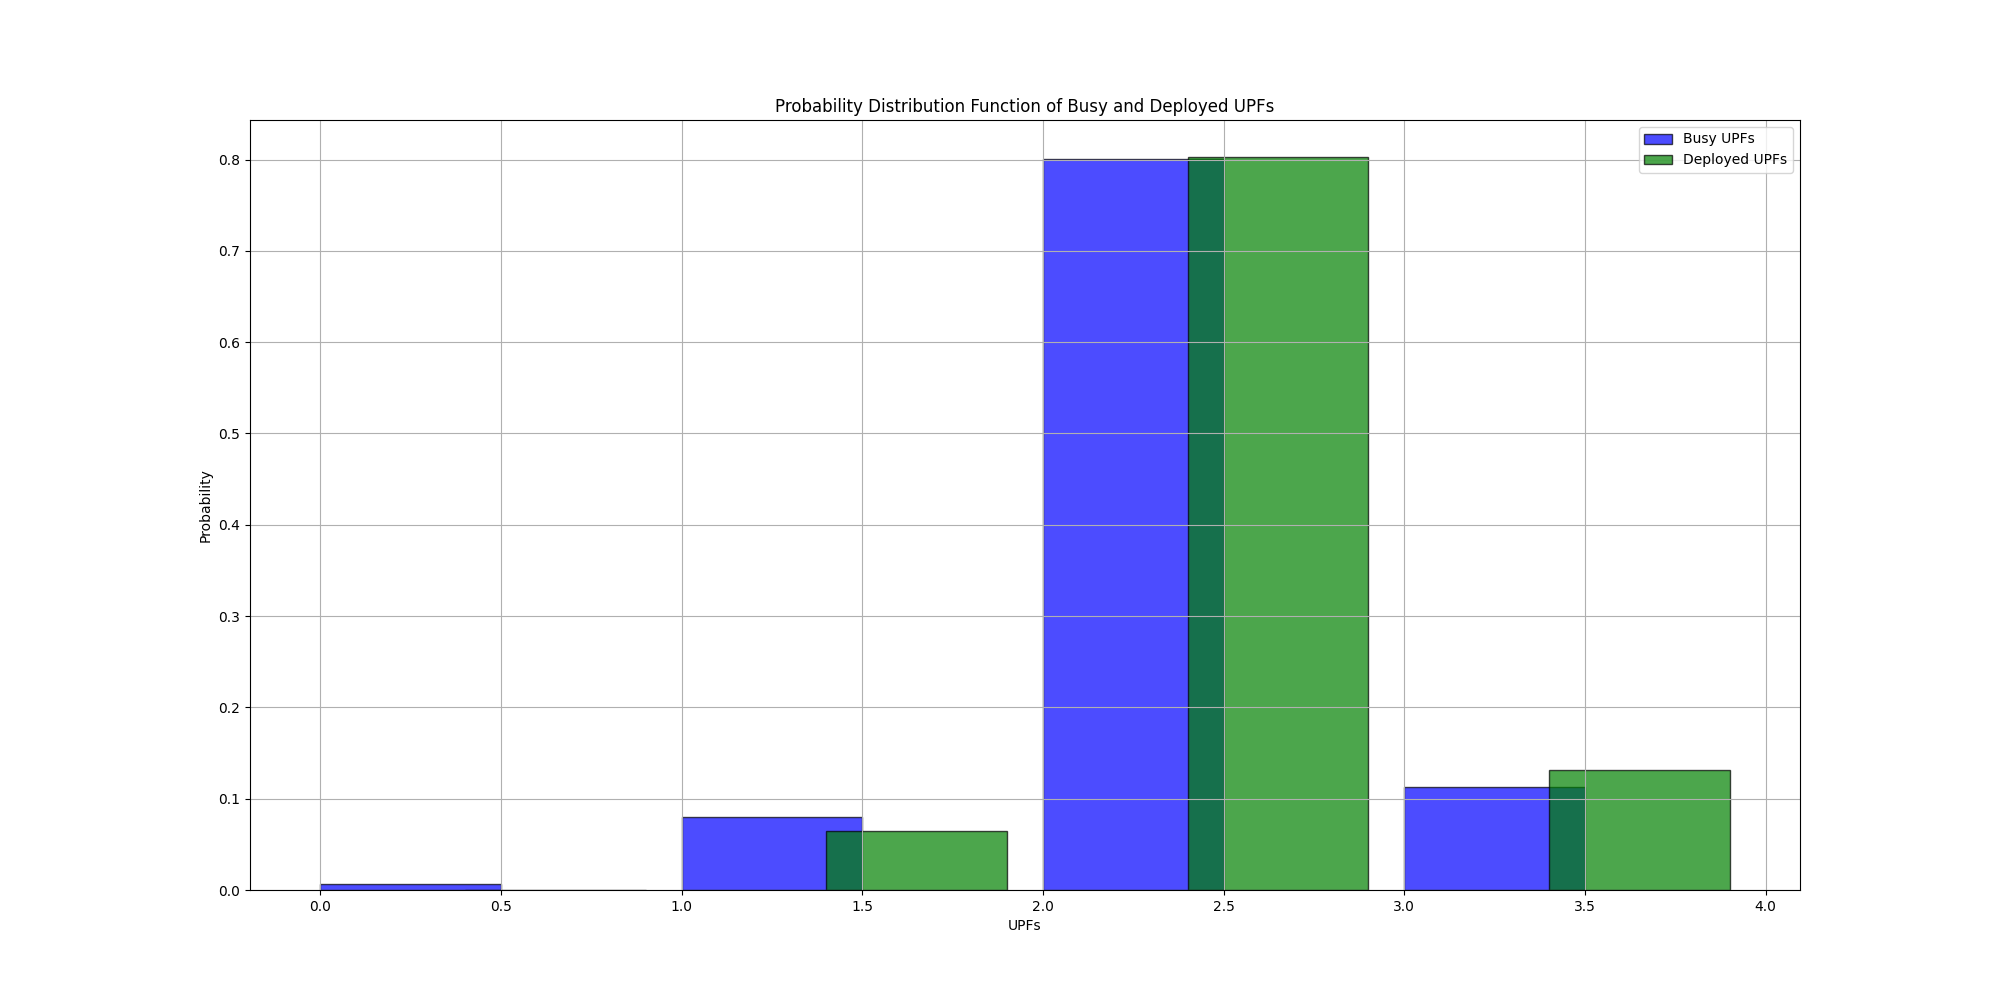 Probability Distribution Function of Busy and Deployed UPFs
Busy UPFs
Deployed UPFs
Probability
0.8
0.7
0.6
0.5
0.4
0.3
0.2
0.1
0.0
0.0 0.5 1.0 1.5 2.0 2.5 3.0 3.5 4.0
UPFs